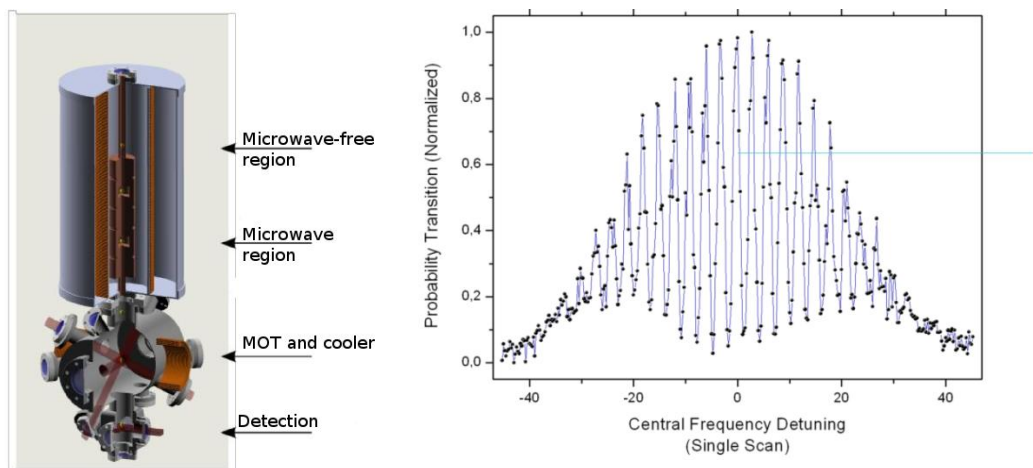 Microwave-free
region
Microwave
region
MOT and cooler
Detection
Probability Transition (Normalized)
1,0
0,8
0,6
0,4
0,2
0,0
-40
-20
0
20
40
Central Frequency Detuning
(Single Scan)